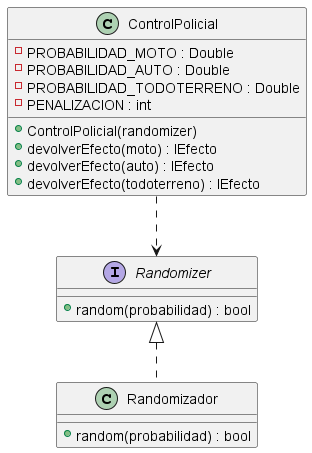 C ControlPolicial
PROBABILIDAD_MOTO : Double
PROBABILIDAD_AUTO : Double
PROBABILIDAD_TODOTERRENO : Double
PENALIZACION : int
ControlPolicial(randomizer)
devolverEfecto(moto) : IEfecto
devolverEfecto(auto) : IEfecto
devolverEfecto(todoterreno) : IEfecto
I Randomizer
random(probabilidad) : bool
C Randomizador
random(probabilidad) : bool